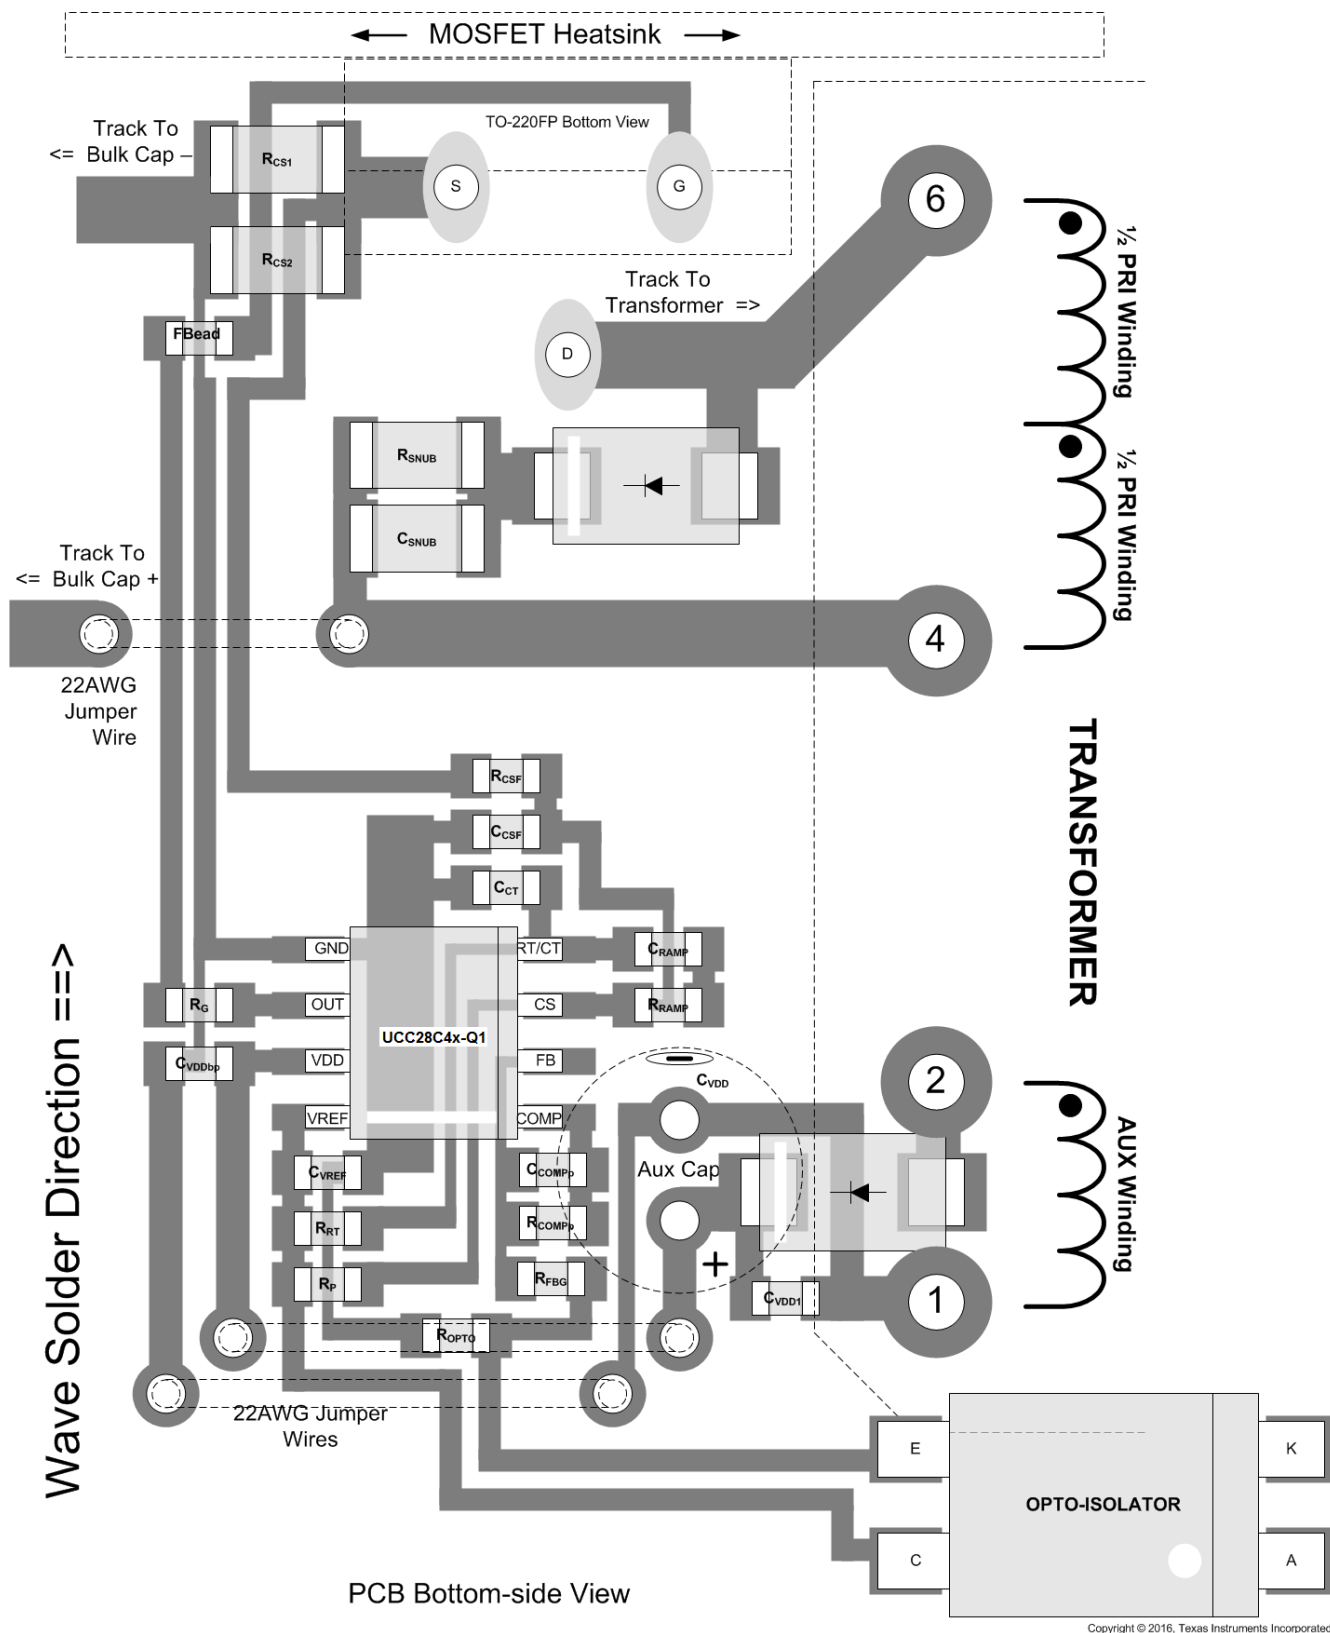 MOSFET Heatsink
TO-220FP Bottom View
Track To
<= Bulk Cap –
RCS1
S
G
6
½ PRI Winding
RCS2
Track To
Transformer =>
FBead
D
RSNUB
½ PRI Winding
CSNUB
Track To
<= Bulk Cap +
4
22AWG
Jumper
Wire
TRANSFORMER
RCSF
CCSF
CCT
GND
RT/CT
CRAMP
RG
OUT
CS
RRAMP
UCC28C4x-Q1
CVDDbp
VDD
FB
CVDD
2
VREF
COMP
AUX Winding
CVREF
CCOMPp
Aux Cap
RRT
RCOMPp
+
RP
RFBG
CVDD1
1
ROPTO
22AWG Jumper
Wires
Wave Solder Direction ==>
E
K
OPTO-ISOLATOR
C
A
PCB Bottom-side View
Copyright © 2016, Texas Instruments Incorporated